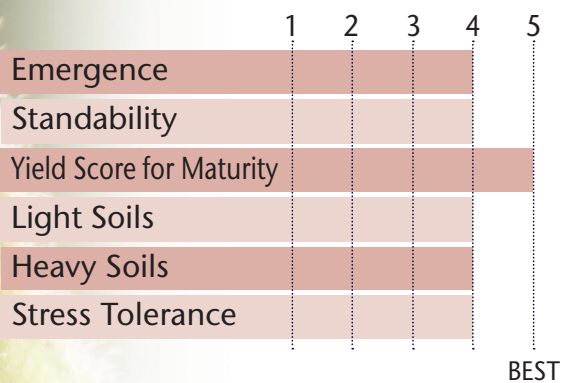 1 2 3 4 5
Emergence
Standability
Yield Score for Maturity
Light Soils
Heavy Soils
Stress Tolerance
BEST